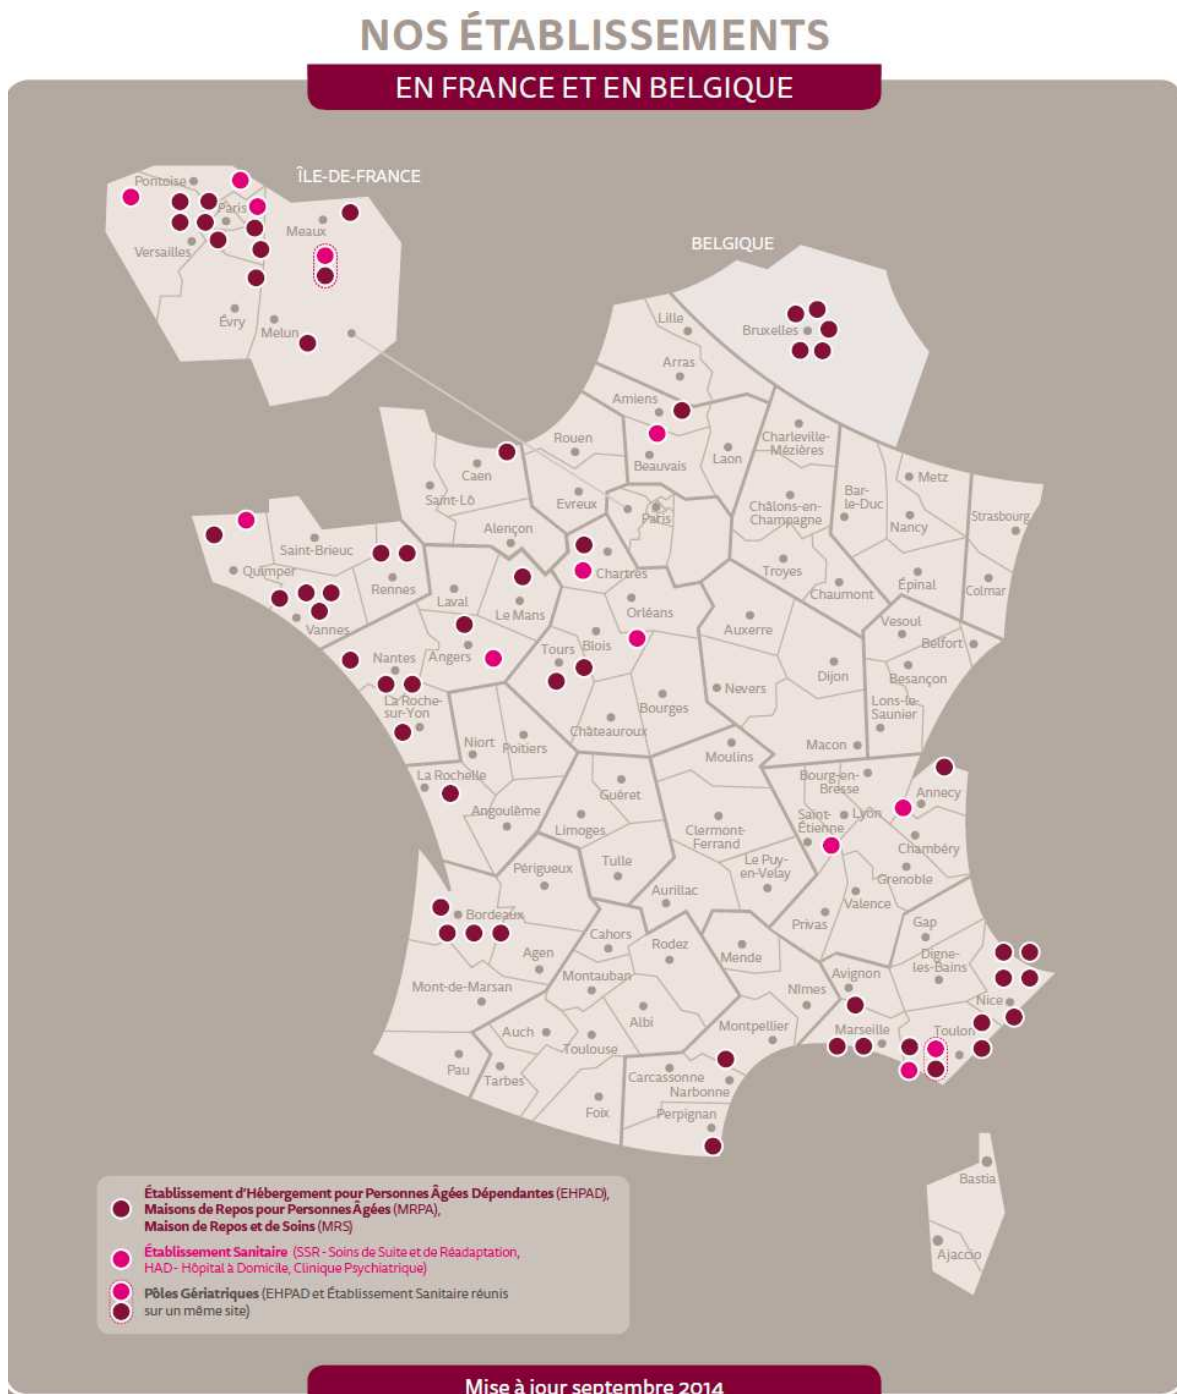 NOS ÉTABLISSEMENTS
EN FRANCE ET EN BELGIQUE
ÎLE-DE-FRANCE
Pontoise
Paris
Meaux
Versailles
Évry
Melun
BELGIQUE
Bruxelles
Lille
Arras
Amiens
Rouen
Beauvais
Laon
Charleville-
Mézières
Caen
Saint-Lô
Evreux
Paris
Châlons-en-
Champagne
Bar-
le-Duc
Metz
Nancy
Strasbourg
Alençon
Saint-Brieuc
Quimper
Rennes
Vannes
Laval
Le Mans
Chartres
Orléans
Troyes
Chaumont
Épinal
Colmar
Auxerre
Vesoul
Belfort
Nantes
Angers
Tours
Blois
Dijon
Besançon
Nevers
Bourges
Lons-le-
Saunier
La Roche-
sur-Yon
Châteauroux
Niort
Poitiers
Moulins
Macon
La Rochelle
Guéret
Bourg-en-
Bresse
Annecy
Angoulême
Limoges
Clermont-
Ferrand
Saint-
Étienne
Lyon
Chambéry
Périgueux
Tulle
Le Puy-
en-Velay
Grenoble
Aurillac
Valence
Privas
Bordeaux
Cahors
Rodez
Mende
Gap
Agen
Digne-
les-Bains
Mont-de-Marsan
Montauban
Avignon
Nîmes
Nice
Auch
Albi
Montpellier
Marseille
Toulon
Toulouse
Pau
Tarbes
Carcassonne
Narbonne
Foix
Perpignan
Bastia
Ajaccio
Établissement d'Hébergement pour Personnes Âgées Dépendantes (EHPAD),
Maisons de Repos pour Personnes Âgées (MRPA),
Maison de Repos et de Soins (MRS)
Établissement Sanitaire (SSR - Soins de Suite et de Réadaptation,
HAD - Hôpital à Domicile, Clinique Psychiatrique)
Pôles Gériatriques (EHPAD et Établissement Sanitaire réunis
sur un même site)
Mise à jour septembre 2014